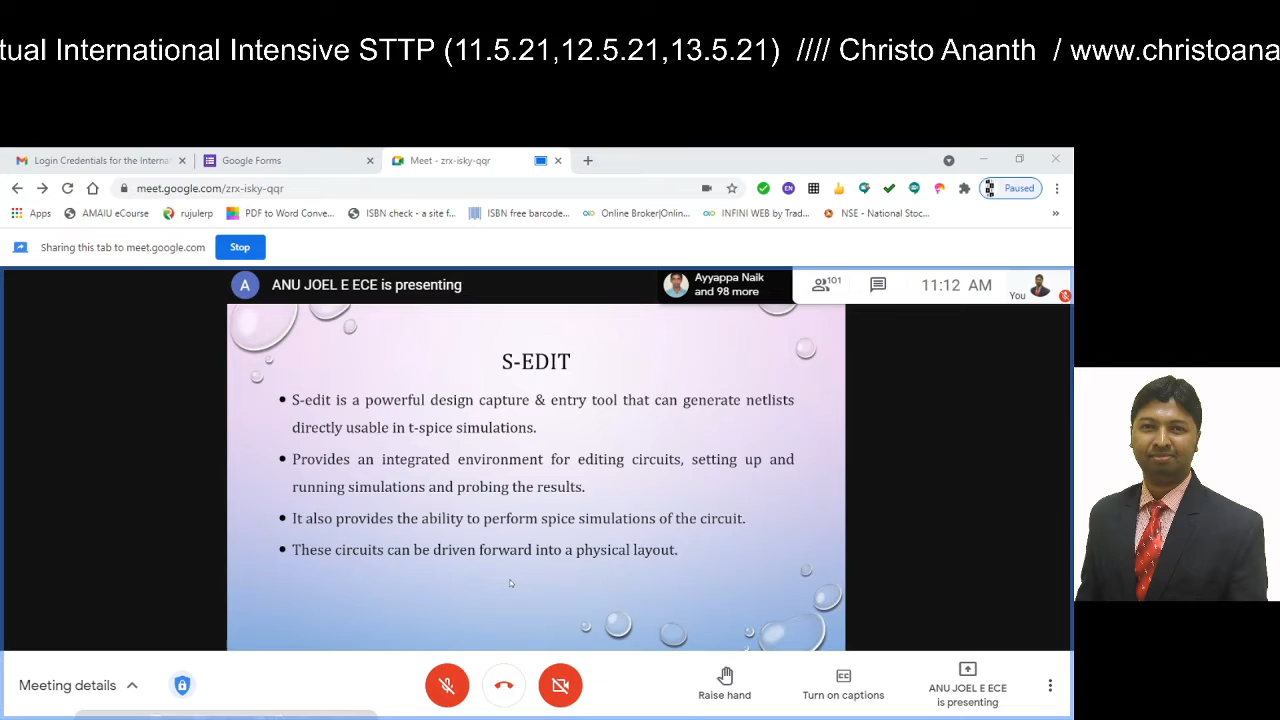 tual International Intensive STTP (11.5.21,12.5.21,13.5.21) //// Christo Ananth / www.christoana
Login Credentials for the Interna
Google Forms
Meet - zrx-isky-qqr
meet.google.com/zrx-isky-qqr
EN
Paused
Apps
AMAIU eCourse
rujulerp
PDF to Word Conve...
ISBN check - a site f...
ISBN free barcode...
Online Broker|Onlin...
INFINI WEB by Trad...
NSE - National Stoc...
»
Sharing this tab to meet.google.com
Stop
A
ANU JOEL E ECE is presenting
Ayyappa Naik
and 98 more
101
11:12 AM
You
S-EDIT
• S-edit is a powerful design capture & entry tool that can generate netlists
directly usable in t-spice simulations.
• Provides an integrated environment for editing circuits, setting up and
running simulations and probing the results.
• It also provides the ability to perform spice simulations of the circuit.
• These circuits can be driven forward into a physical layout.
Meeting details
Raise hand
CC
Turn on captions
ANU JOEL E ECE
is presenting